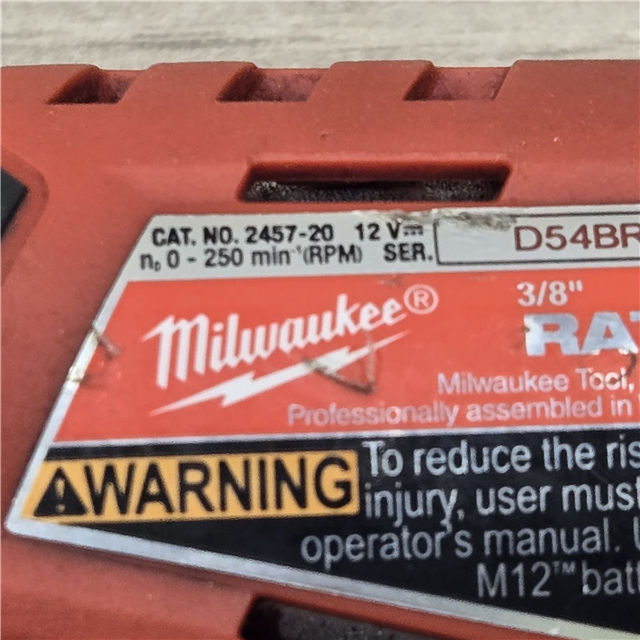 CAT. NO. 2457-20 12 V⎓
n₀ 0 - 250 min⁻¹(RPM) SER. D54BR
Milwaukee®
3/8"
RAT
Milwaukee Tool,
Professionally assembled in
⚠WARNING To reduce the ris
injury, user must
operator's manual.
M12™ batt